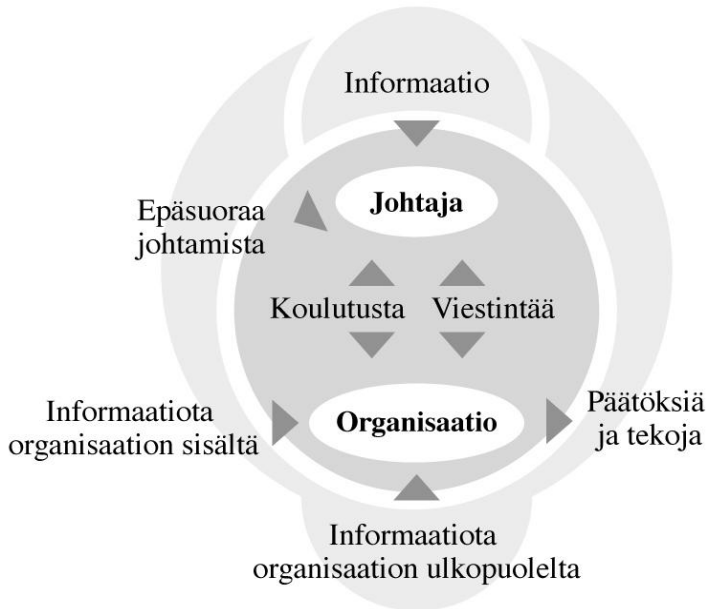 Informaatio
Johtaja
Epäsuoraa
johtamista
Koulutusta Viestintää
Informaatiota
organisaation sisältä
Organisaatio
Päätöksiä
ja tekoja
Informaatiota
organisaation ulkopuolelta